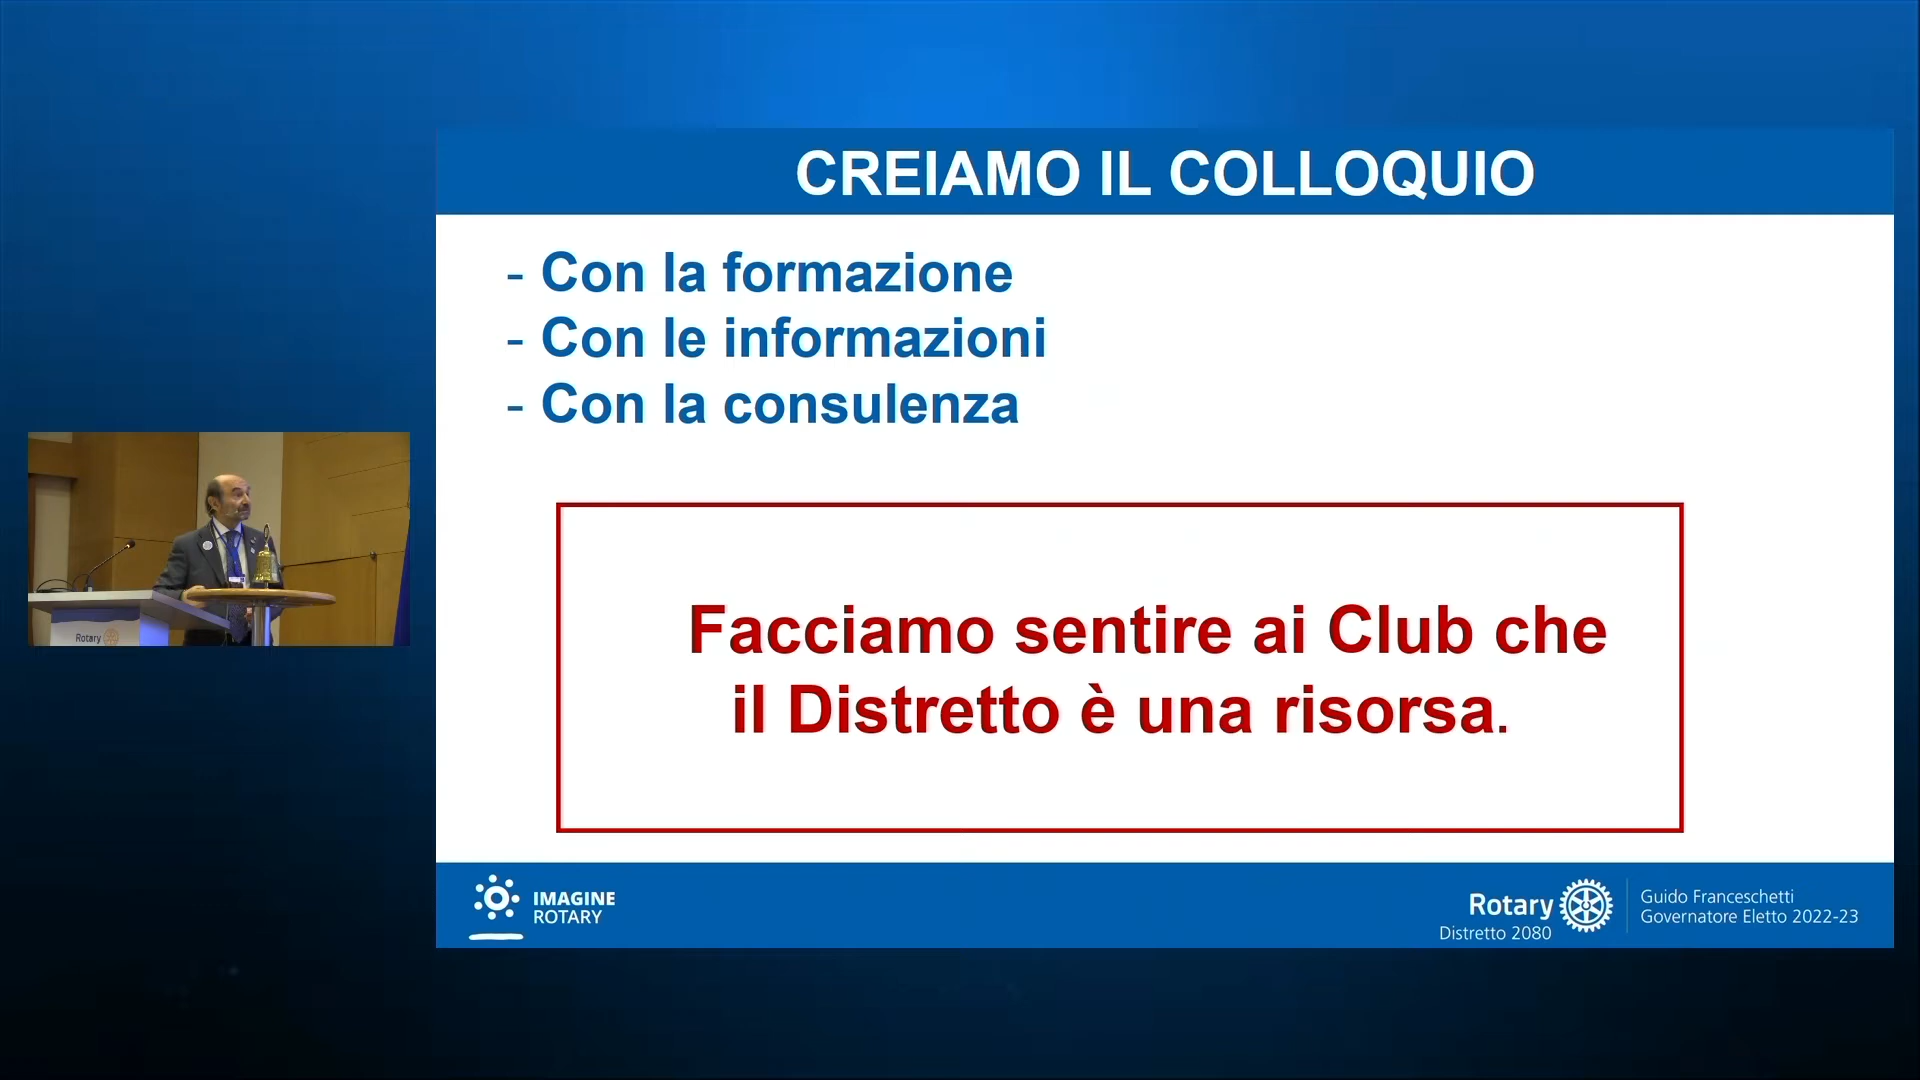 CREIAMO IL COLLOQUIO
- Con la formazione
- Con le informazioni
- Con la consulenza
Facciamo sentire ai Club che
il Distretto è una risorsa.
Rotary
IMAGINE
ROTARY
Rotary
Distretto 2080
Guido Franceschetti
Governatore Eletto 2022-23